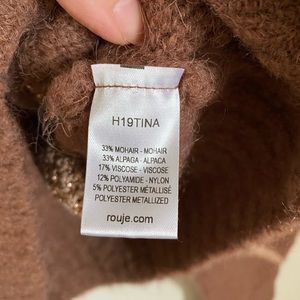 H19TINA
33% MOHAIR - MOHAIR
33% ALPAGA - ALPACA
17% VISCOSE - VISCOSE
12% POLYAMIDE - NYLON
5% POLYESTER MÉTALLISÉ
POLYESTER METALLIZED
rouje.com